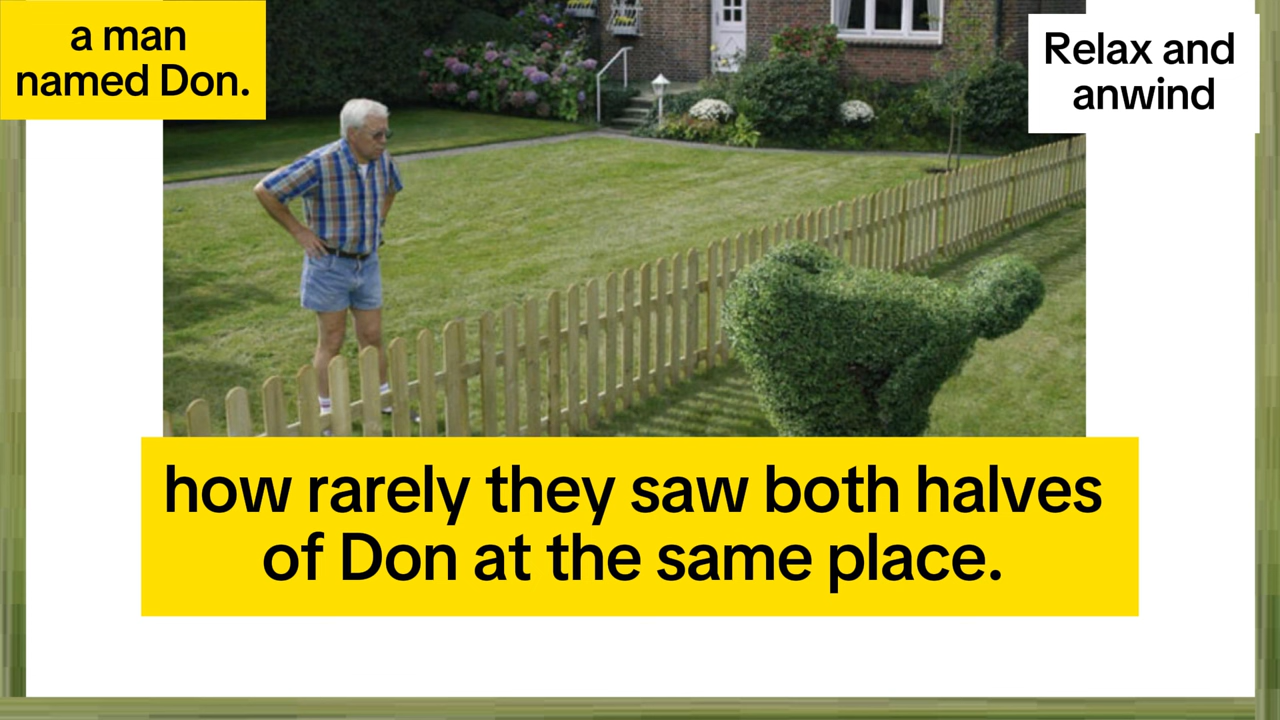 a man
named Don.
Relax and
anwind
how rarely they saw both halves
of Don at the same place.